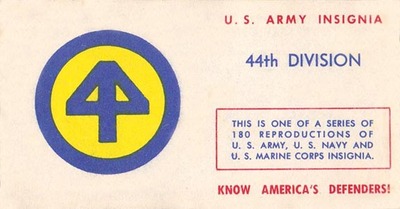 U. S. ARMY INSIGNIA
44th DIVISION
THIS IS ONE OF A SERIES OF
180 REPRODUCTIONS OF
U. S. ARMY, U. S. NAVY AND
U. S. MARINE CORPS INSIGNIA.
KNOW AMERICA'S DEFENDERS!